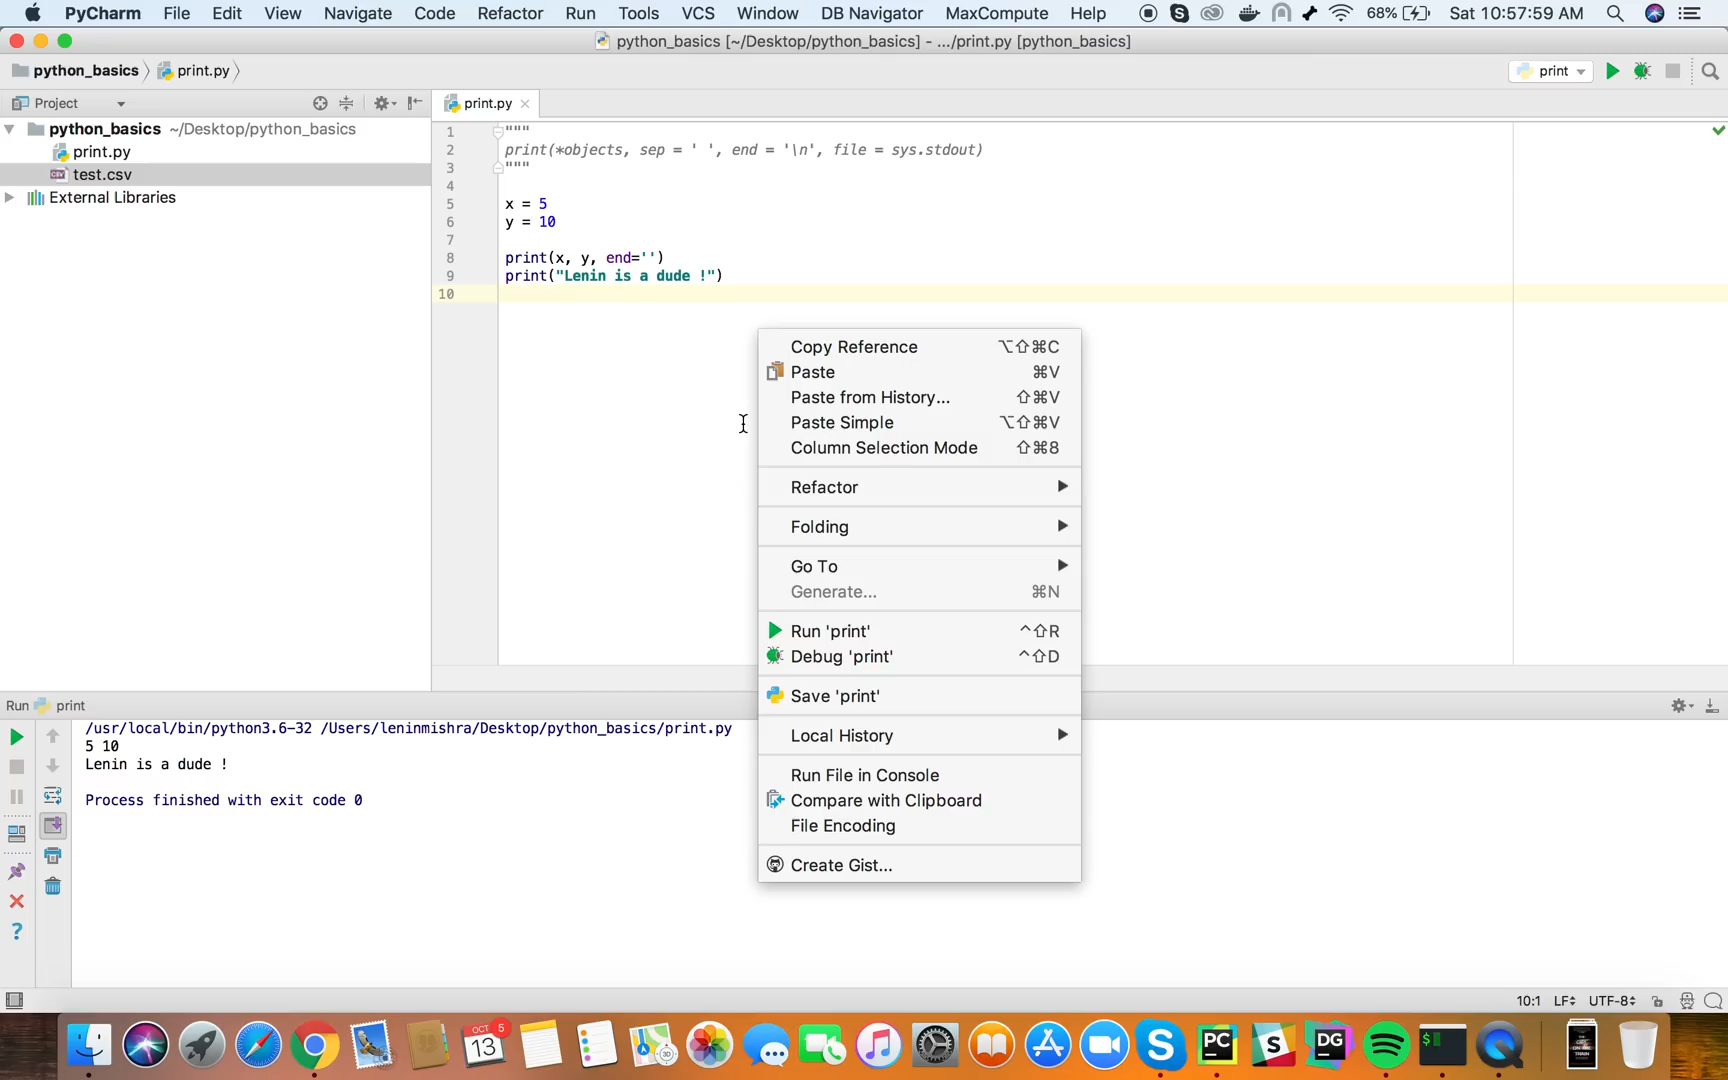 PyCharm File Edit View Navigate Code Refactor Run Tools VCS Window DB Navigator MaxCompute Help 68% Sat 10:57:59 AM
python_basics [~/Desktop/python_basics] - .../print.py [python_basics]
python_basics print.py print
Project print.py
python_basics ~/Desktop/python_basics
print.py
test.csv
External Libraries
1 """
2 print(*objects, sep = ' ', end = '\n', file = sys.stdout)
3 """
4
5 x = 5
6 y = 10
7
8 print(x, y, end='')
9 print("Lenin is a dude !")
10
Copy Reference ⌥⇧⌘C
Paste ⌘V
Paste from History... ⇧⌘V
Paste Simple ⌥⇧⌘V
Column Selection Mode ⇧⌘8
Refactor
Folding
Go To
Generate... ⌘N
Run 'print' ^⇧R
Debug 'print' ^⇧D
Save 'print'
Local History
Run File in Console
Compare with Clipboard
File Encoding
Create Gist...
Run print
/usr/local/bin/python3.6-32 /Users/leninmishra/Desktop/python_basics/print.py
5 10
Lenin is a dude !
Process finished with exit code 0
10:1 LF UTF-8
OCT 5
13
PC
DG